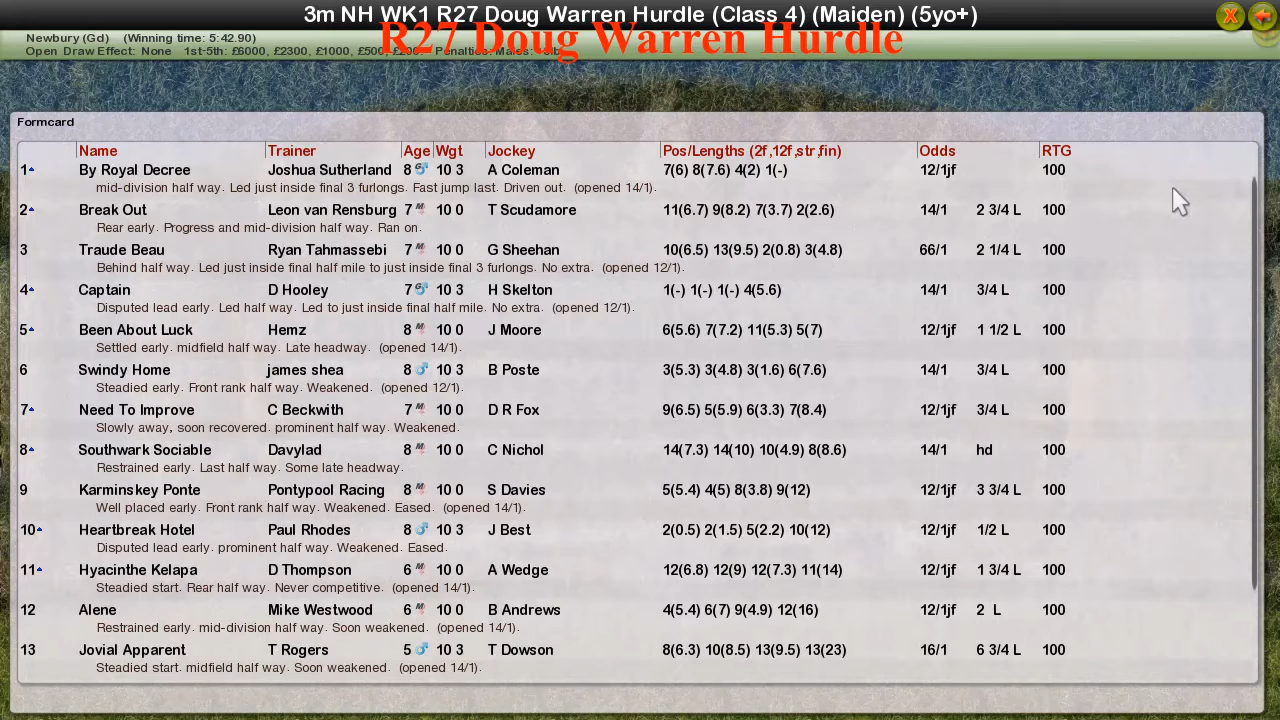 3m NH WK1 R27 Doug Warren Hurdle (Class 4) (Maiden) (5yo+)
R27 Doug Warren Hurdle
Newbury (Gd) (Winning time: 5:42.90)
Open Draw Effect: None 1st-5th: £6000, £2300, £1000, £500, Penalties: Males:
Formcard
Name Trainer Age Wgt Jockey Pos/Lengths (2f,12f,str,fin) Odds RTG
1 By Royal Decree Joshua Sutherland 8 10 3 A Coleman 7(6) 8(7.6) 4(2) 1(-) 12/1jf 100
mid-division half way. Led just inside final 3 furlongs. Fast jump last. Driven out. (opened 14/1).
2 Break Out Leon van Rensburg 7 10 0 T Scudamore 11(6.7) 9(8.2) 7(3.7) 2(2.6) 14/1 2 3/4 L 100
Rear early. Progress and mid-division half way. Ran on.
3 Traude Beau Ryan Tahmassebi 7 10 0 G Sheehan 10(6.5) 13(9.5) 2(0.8) 3(4.8) 66/1 2 1/4 L 100
Behind half way. Led just inside final half mile to just inside final 3 furlongs. No extra. (opened 12/1).
4 Captain D Hooley 7 10 3 H Skelton 1(-) 1(-) 1(-) 4(5.6) 14/1 3/4 L 100
Disputed lead early. Led half way. Led to just inside final half mile. No extra. (opened 12/1).
5 Been About Luck Hemz 8 10 0 J Moore 6(5.6) 7(7.2) 11(5.3) 5(7) 12/1jf 1 1/2 L 100
Settled early. midfield half way. Late headway. (opened 14/1).
6 Swindy Home james shea 8 10 3 B Poste 3(5.3) 3(4.8) 3(1.6) 6(7.6) 14/1 3/4 L 100
Steadied early. Front rank half way. Weakened. (opened 12/1).
7 Need To Improve C Beckwith 7 10 0 D R Fox 9(6.5) 5(5.9) 6(3.3) 7(8.4) 12/1jf 3/4 L 100
Slowly away, soon recovered. prominent half way. Weakened.
8 Southwark Sociable Davylad 8 10 0 C Nichol 14(7.3) 14(10) 10(4.9) 8(8.6) 14/1 hd 100
Restrained early. Last half way. Some late headway.
9 Karminskey Ponte Pontypool Racing 8 10 0 S Davies 5(5.4) 4(5) 8(3.8) 9(12) 12/1jf 3 3/4 L 100
Well placed early. Front rank half way. Weakened. Eased. (opened 14/1).
10 Heartbreak Hotel Paul Rhodes 8 10 3 J Best 2(0.5) 2(1.5) 5(2.2) 10(12) 12/1jf 1/2 L 100
Disputed lead early. prominent half way. Weakened. Eased.
11 Hyacinthe Kelapa D Thompson 6 10 0 A Wedge 12(6.8) 12(9) 12(7.3) 11(14) 12/1jf 1 3/4 L 100
Steadied start. Rear half way. Never competitive. (opened 14/1).
12 Alene Mike Westwood 6 10 0 B Andrews 4(5.4) 6(7) 9(4.9) 12(16) 12/1jf 2 L 100
Restrained early. mid-division half way. Soon weakened. (opened 14/1).
13 Jovial Apparent T Rogers 5 10 3 T Dowson 8(6.3) 10(8.5) 13(9.5) 13(23) 16/1 6 3/4 L 100
Steadied start. midfield half way. Soon weakened. (opened 14/1).